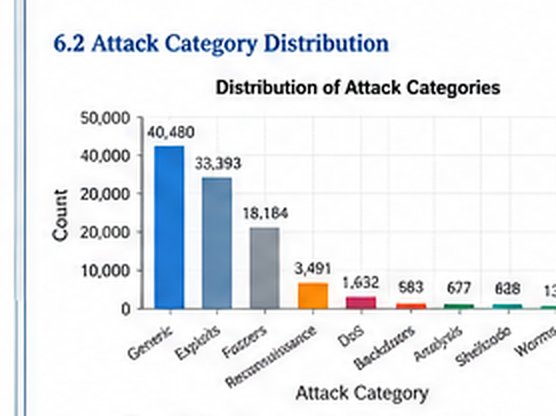 6.2 Attack Category Distribution
Distribution of Attack Categories
50,000
40,000
20,000
20,000
10,000
0
Count
40,480
33,393
18,184
3,491
1,632
583
677
628
Generic
Exploits
Fuzzers
Reconnuissance
DoS
Backdoors
Analysis
Shellcode
Worms
Attack Category